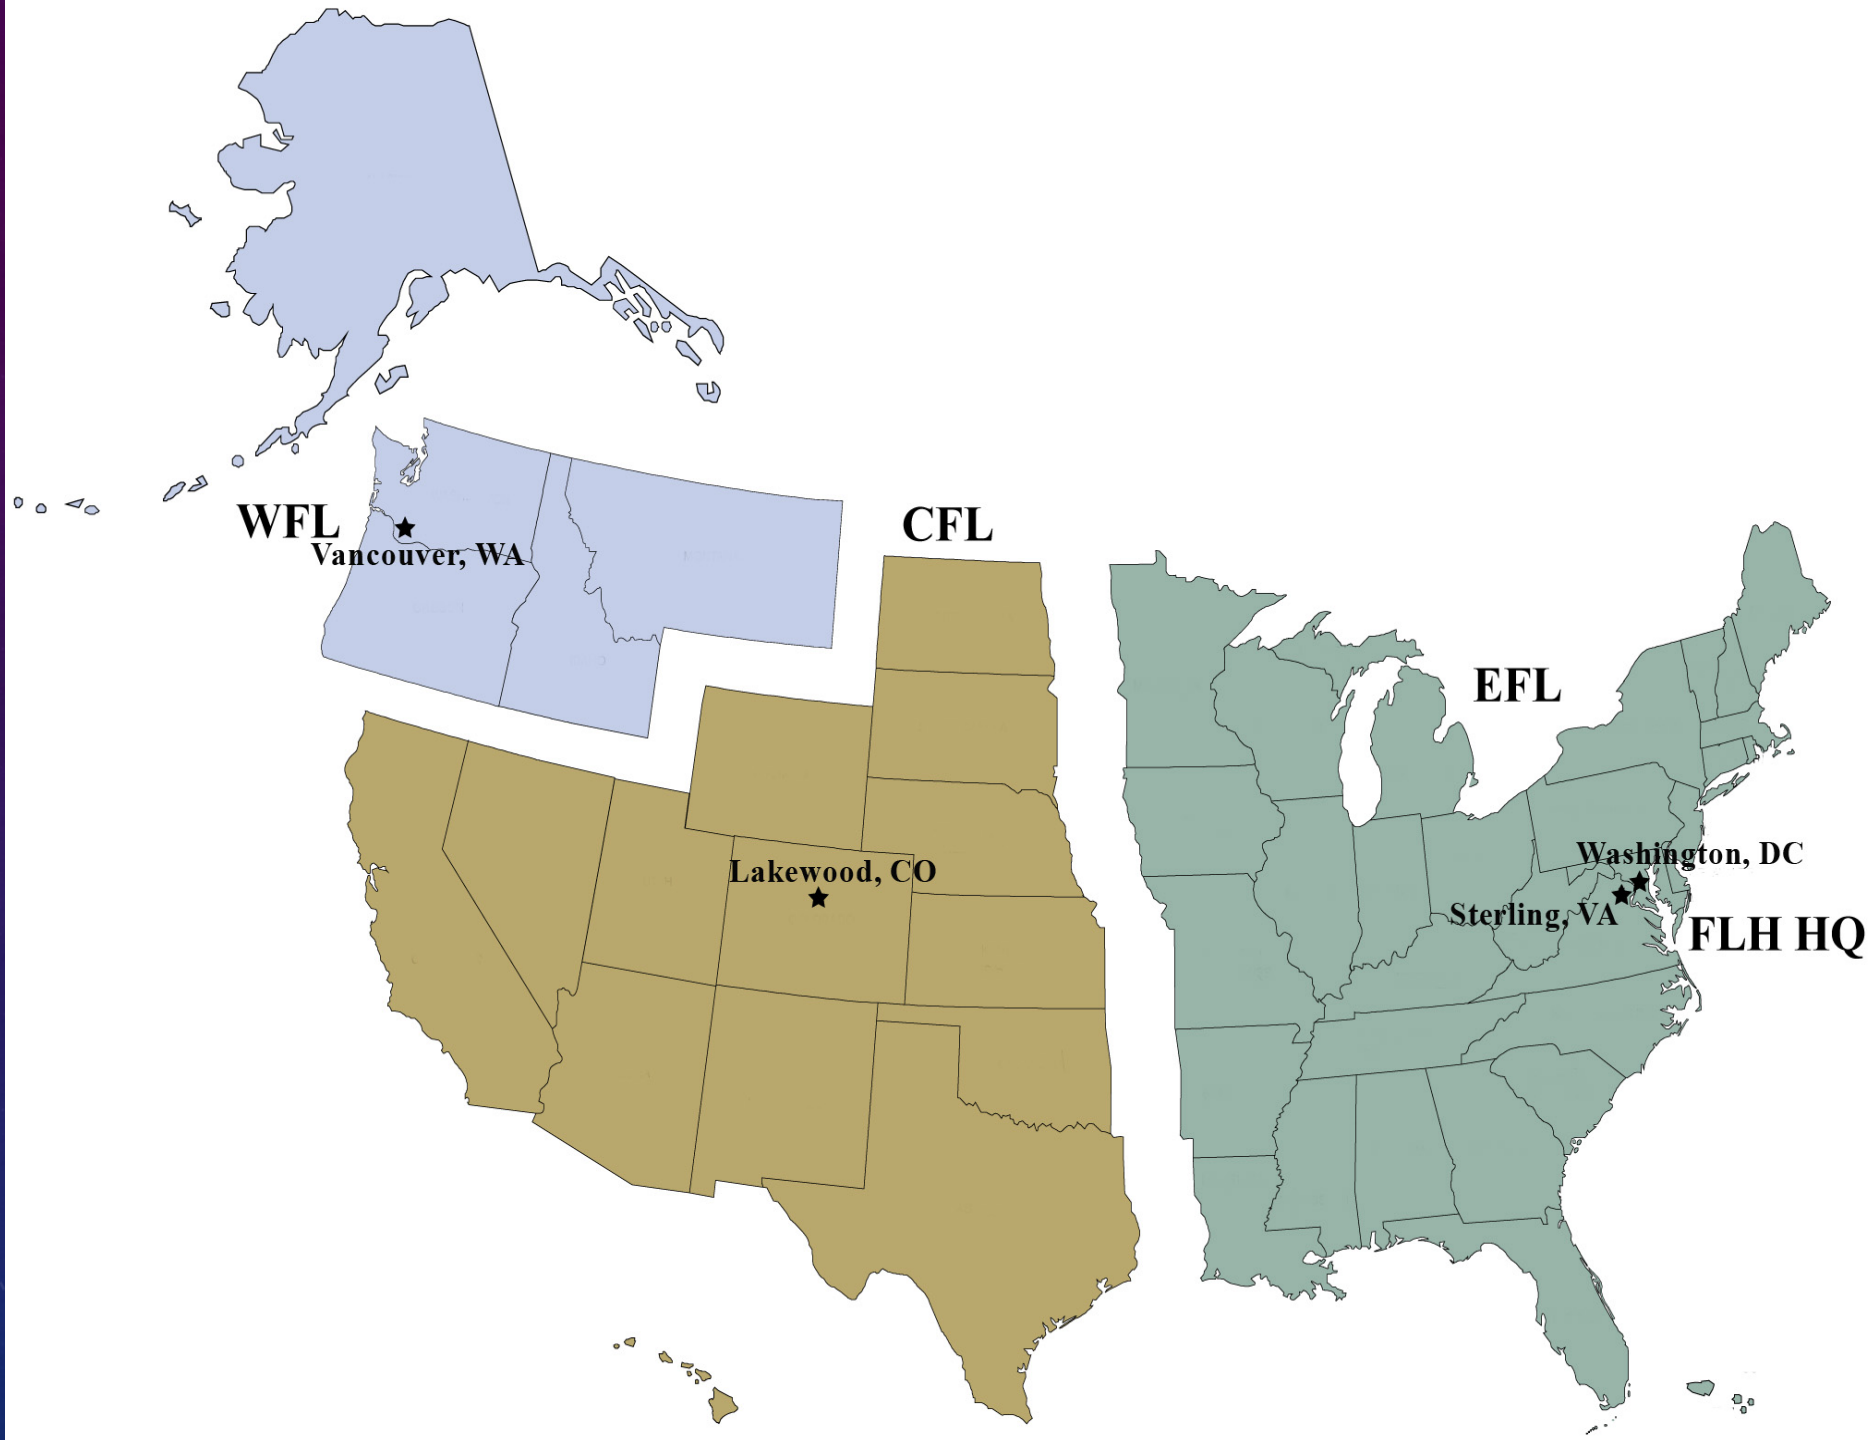 WFL
Vancouver, WA
CFL
Lakewood, CO
EFL
Washington, DC
Sterling, VA
FLH HQ